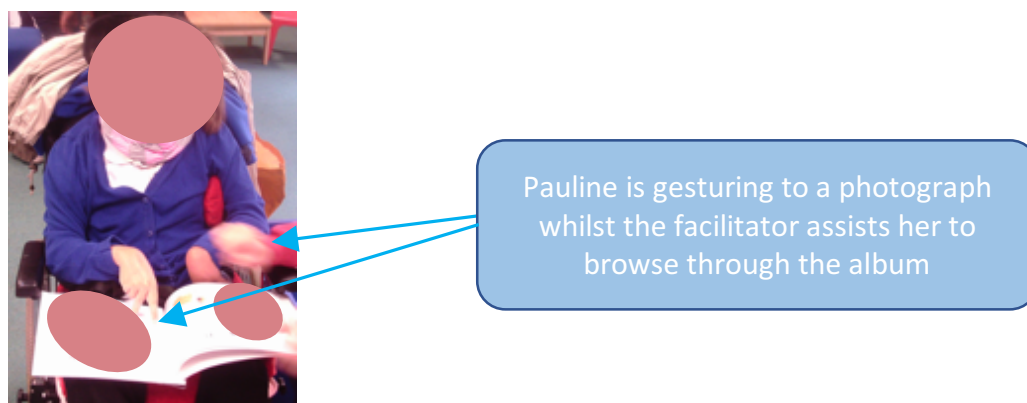 Pauline is gesturing to a photograph
whilst the facilitator assists her to
browse through the album